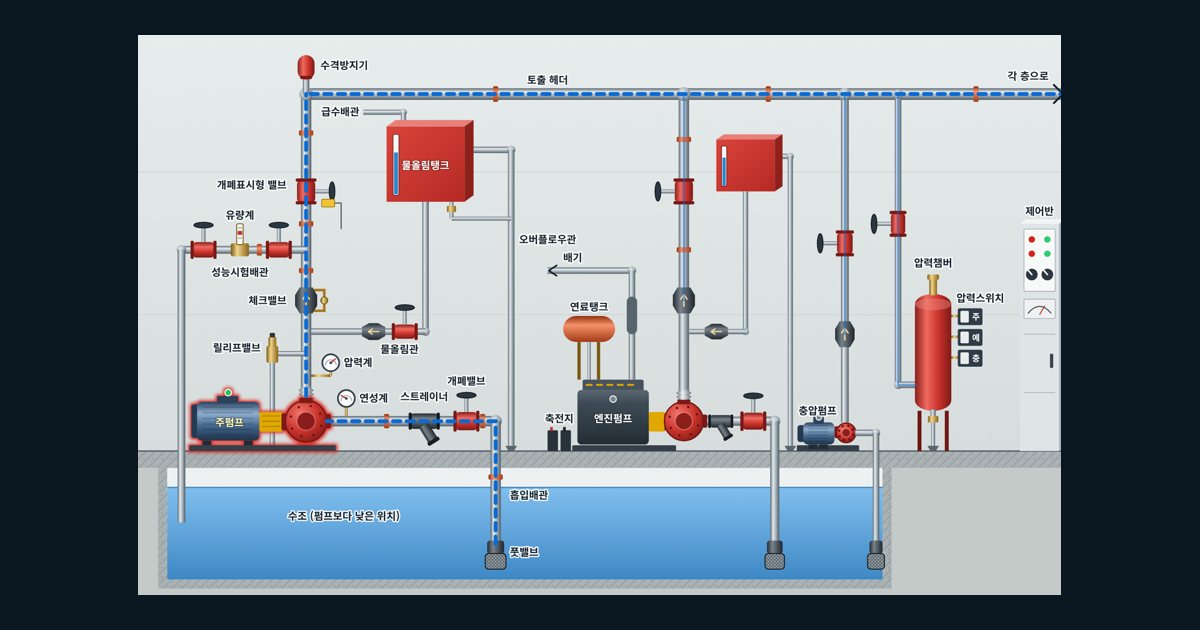 수격방지기
토출 헤더
각 층으로
급수배관
물올림탱크
개폐표시형 밸브
유량계
제어반
오버플로우관
성능시험배관
배기
압력챔버
체크밸브
압력스위치
연료탱크
주
릴리프밸브
물올림관
예
압력계
충
개폐밸브
연성계
스트레이너
축전지
엔진펌프
충압펌프
주펌프
흡입배관
수조 (펌프보다 낮은 위치)
풋밸브